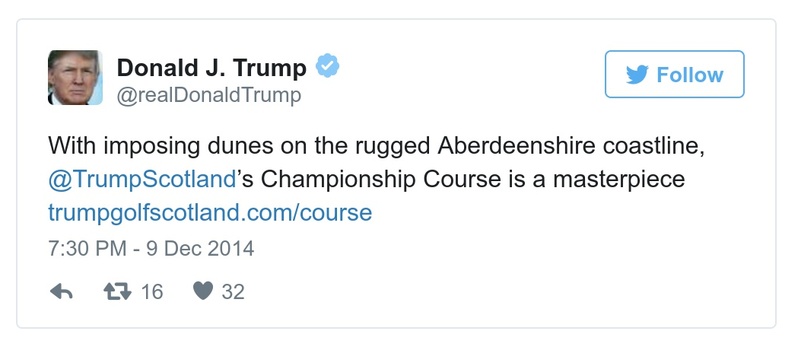 Donald J. Trump
@realDonaldTrump
Follow
With imposing dunes on the rugged Aberdeenshire coastline,
@TrumpScotland’s Championship Course is a masterpiece
trumpgolfscotland.com/course
7:30 PM - 9 Dec 2014
16 32